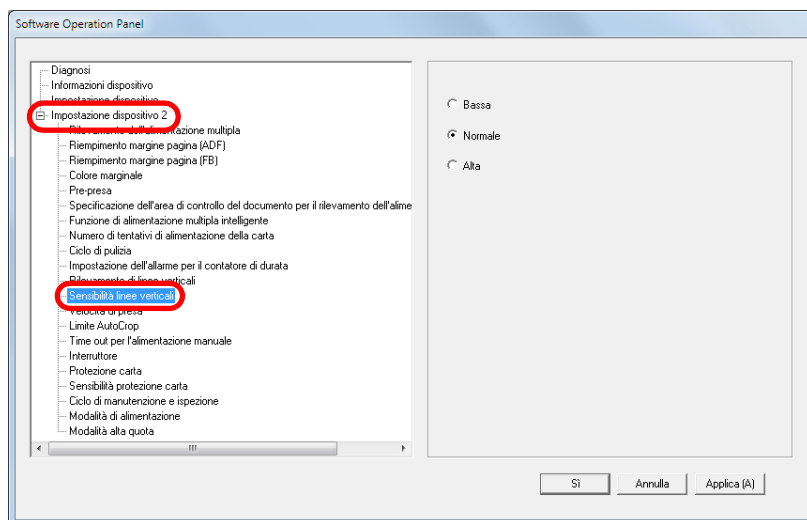 Software Operation Panel
Diagnosi
Informazioni dispositivo
Impostazione dispositivo
Impostazione dispositivo 2
Rilevamento dell'alimentazione multipla
Riempimento margine pagina (ADF)
Riempimento margine pagina (FB)
Colore marginale
Pre-presa
Specificazione dell'area di controllo del documento per il rilevamento dell'alime
Funzione di alimentazione multipla intelligente
Numero di tentativi di alimentazione della carta
Ciclo di pulizia
Impostazione dell'allarme per il contatore di durata
Rilevamento di linee verticali
Sensibilità linee verticali
Velocità di presa
Limite AutoCrop
Time out per l'alimentazione manuale
Interruttore
Protezione carta
Sensibilità protezione carta
Ciclo di manutenzione e ispezione
Modalità di alimentazione
Modalità alta quota
Bassa
Normale
Alta
Sì Annulla Applica (A)